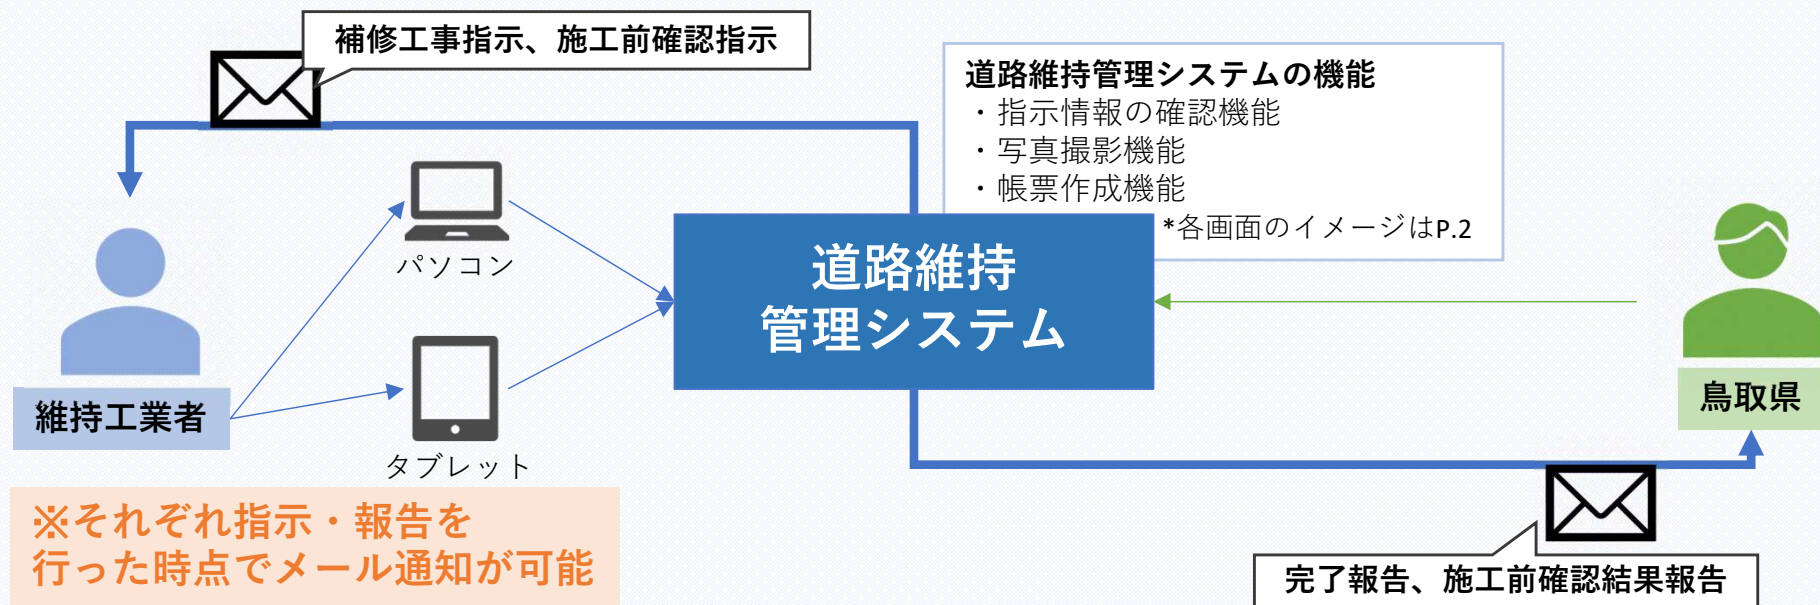 補修工事指示、施工前確認指示
道路維持管理システムの機能
・指示情報の確認機能
・写真撮影機能
・帳票作成機能
*各画面のイメージはP.2
パソコン
道路維持
管理システム
維持工業者
鳥取県
タブレット
※それぞれ指示・報告を
行った時点でメール通知が可能
完了報告、施工前確認結果報告